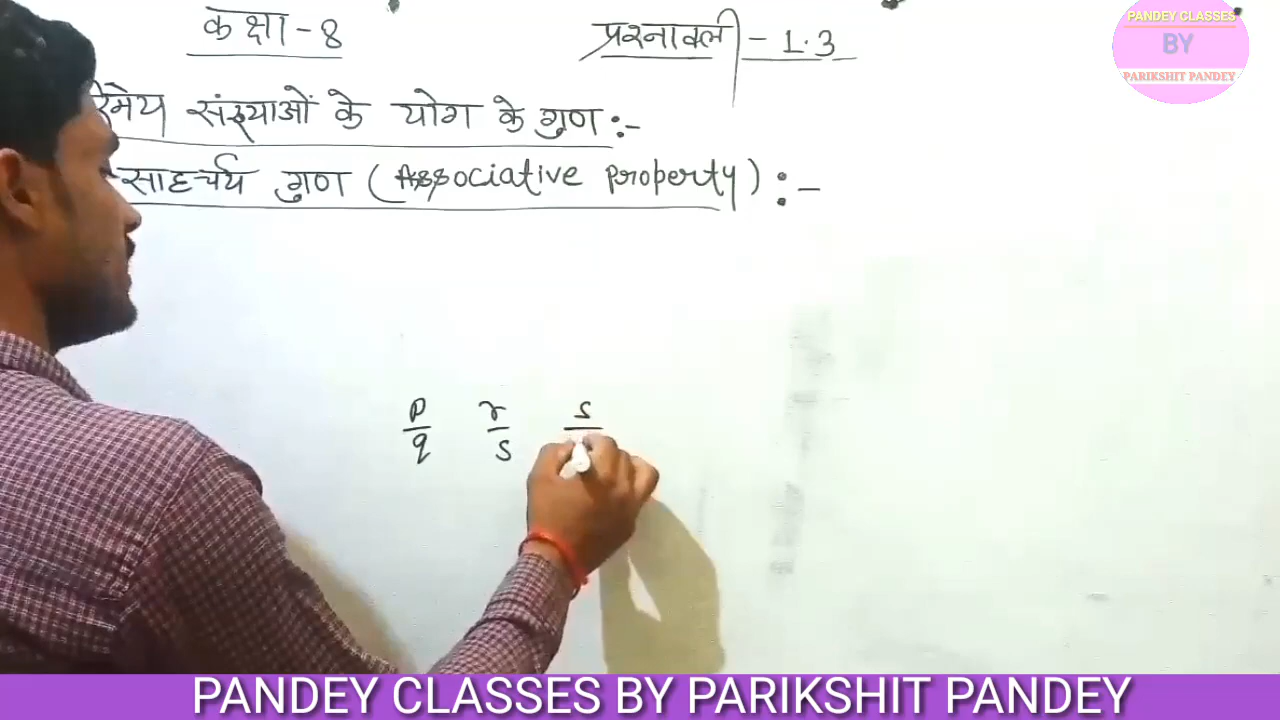 कक्षा - 8
प्रश्नावली - 1.3
PANDEY CLASSES
BY
PARIKSHIT PANDEY
संख्याओं के योग के गुण :-
साहचर्य गुण ( Associative Property ) :-
p r s
q s
PANDEY CLASSES BY PARIKSHIT PANDEY